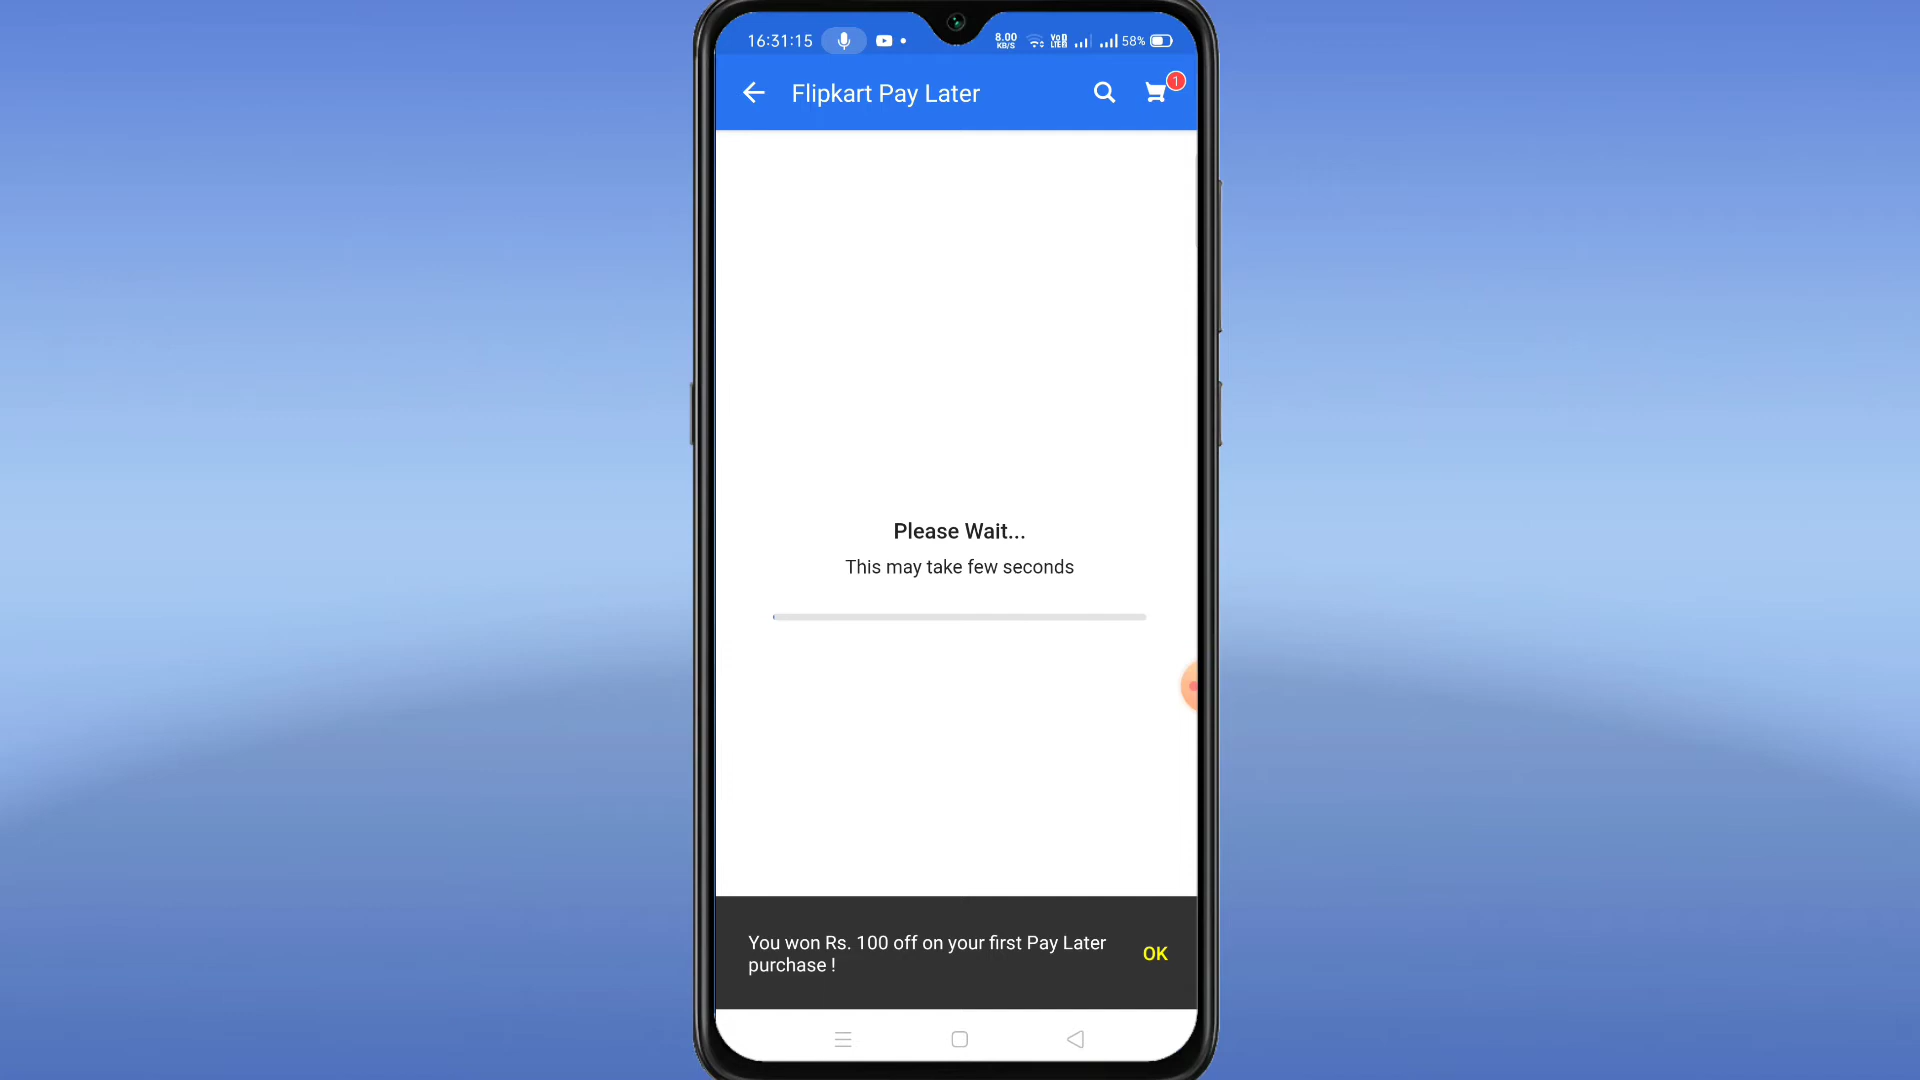 16:31:15
8.00 KB/S
58%
Flipkart Pay Later
1
Please Wait...
This may take few seconds
You won Rs. 100 off on your first Pay Later
purchase !
OK